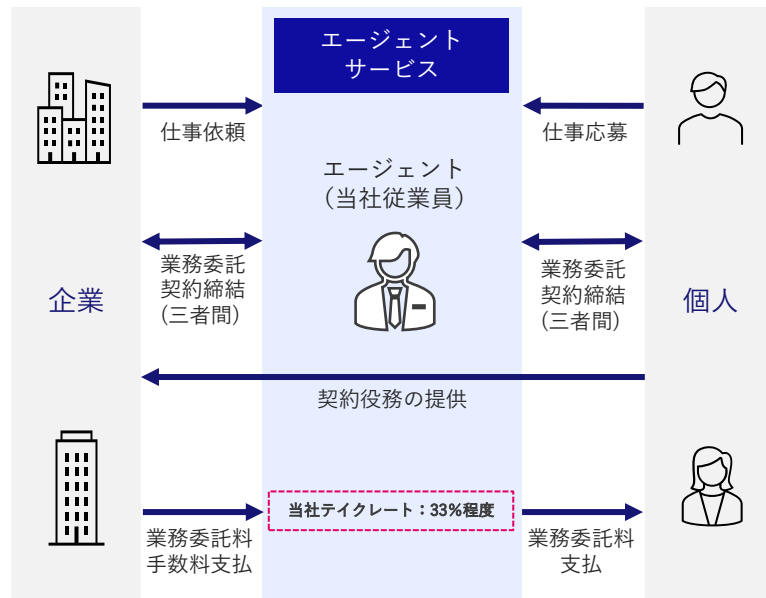 エージェント
サービス
仕事依頼
仕事応募
エージェント
(当社従業員)
業務委託
契約締結
(三者間)
業務委託
契約締結
(三者間)
企業
個人
契約役務の提供
当社テイクレート：33%程度
業務委託料
手数料支払
業務委託料
支払